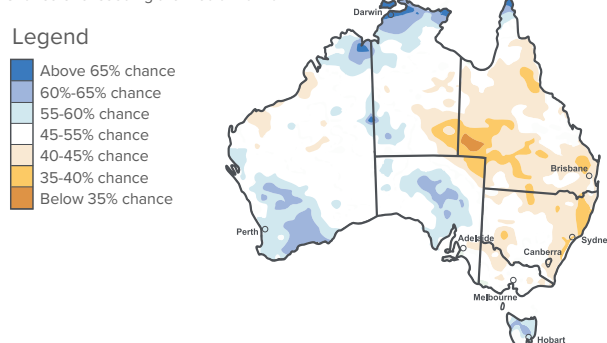 Legend
Above 65% chance
60%-65% chance
55-60% chance
45-55% chance
40-45% chance
35-40% chance
Below 35% chance
Darwin
Brisbane
Perth
Adelaide
Sydne
Canberra
Melbourne
Hobart